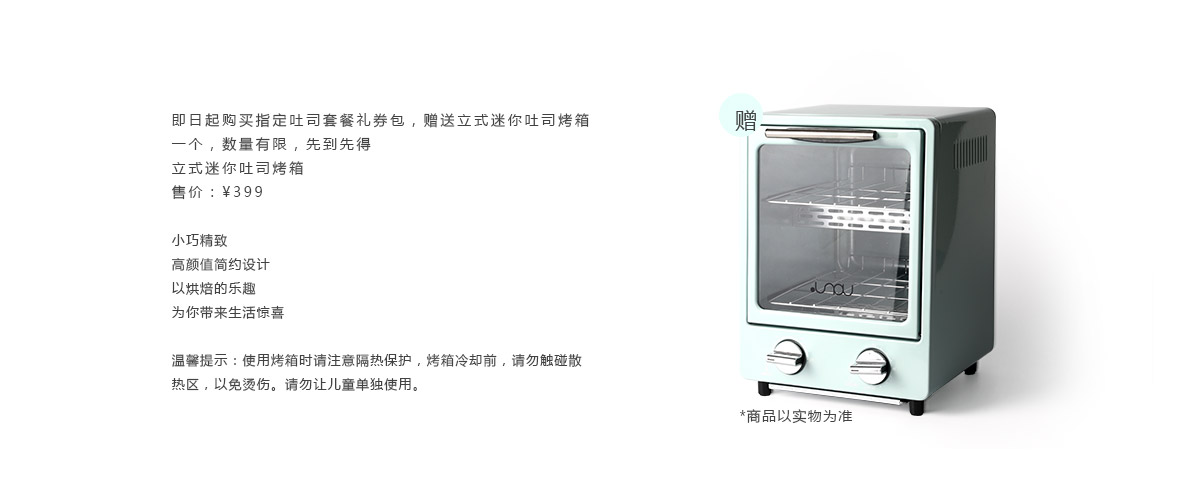 即日起购买指定吐司套餐礼券包，赠送立式迷你吐司烤箱
一个，数量有限，先到先得
立式迷你吐司烤箱
售价：¥399
小巧精致
高颜值简约设计
以烘焙的乐趣
为你带来生活惊喜
温馨提示：使用烤箱时请注意隔热保护，烤箱冷却前，请勿触碰散
热区，以免烫伤。请勿让儿童单独使用。
赠
*商品以实物为准